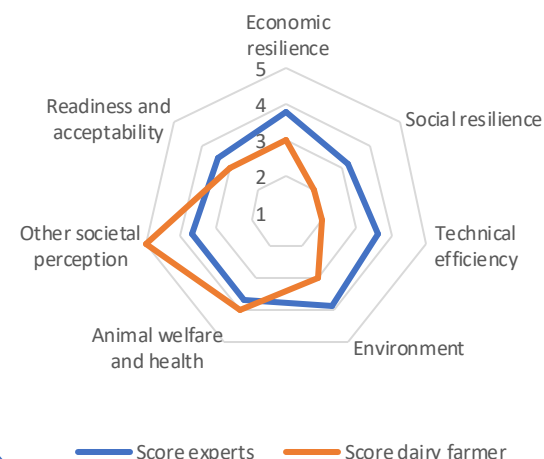 Economic
resilience
5
4
3
2
1
Readiness and
acceptability
Social resilience
Other societal
perception
Technical
efficiency
Animal welfare
and health
Environment
Score experts
Score dairy farmer